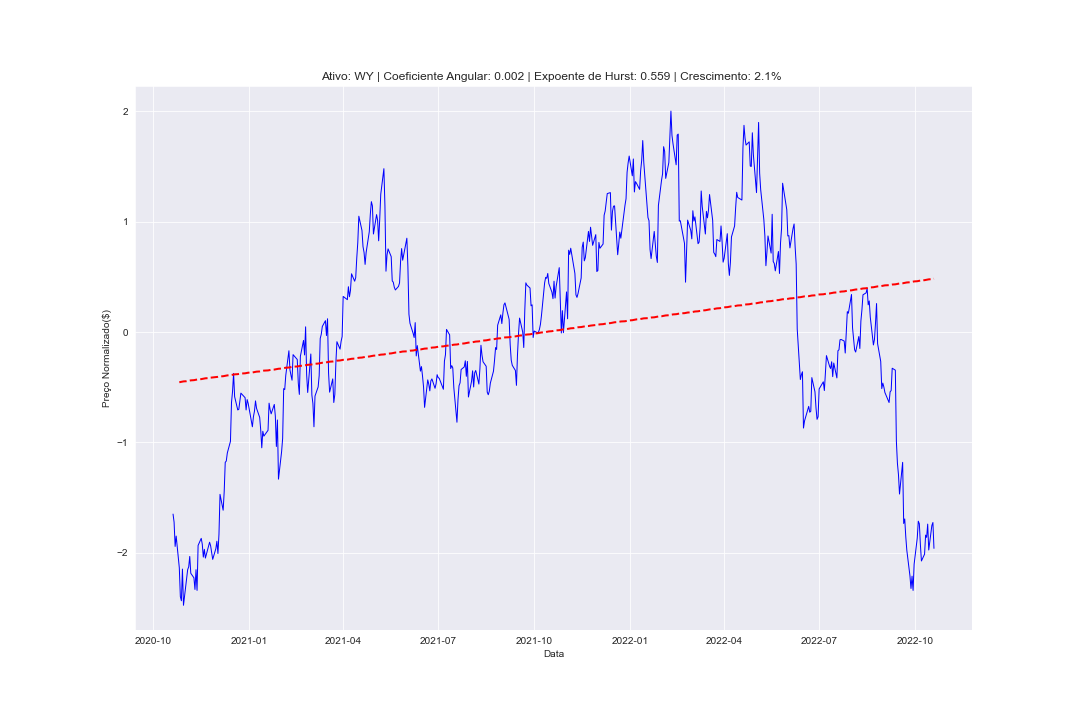 Ativo: WY | Coeficiente Angular: 0.002 | Expoente de Hurst: 0.559 | Crescimento: 2.1%
Preço Normalizado($)
2
1
0
−1
−2
2020-10 2021-01 2021-04 2021-07 2021-10 2022-01 2022-04 2022-07 2022-10
Data